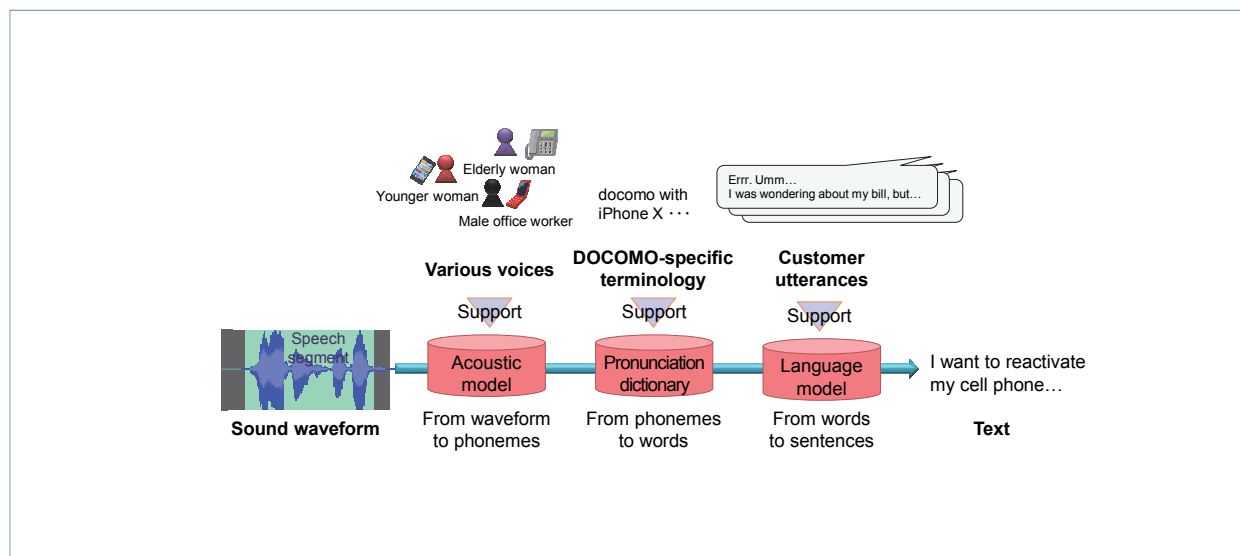 Elderly woman
Younger woman
Male office worker
docomo with
iPhone X ・・・
Errr. Umm…
I was wondering about my bill, but…
Various voices
DOCOMO-specific
terminology
Customer
utterances
Support
Support
Support
Speech
segment
Acoustic
model
Pronunciation
dictionary
Language
model
I want to reactivate
my cell phone…
Sound waveform
From waveform
to phonemes
From phonemes
to words
From words
to sentences
Text